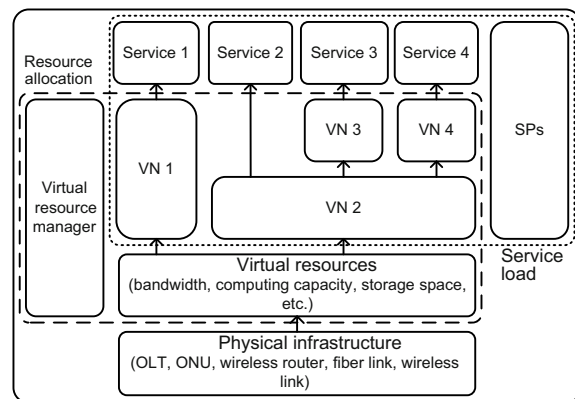 Service 1
Service 2
Service 3
Service 4
Resource
allocation
SPs
VN 3
VN 4
VN 1
Virtual
resource
manager
VN 2
Service
load
Virtual resources
(bandwidth, computing capacity, storage space,
etc.)
Physical infrastructure
(OLT, ONU, wireless router, fiber link, wireless
link)